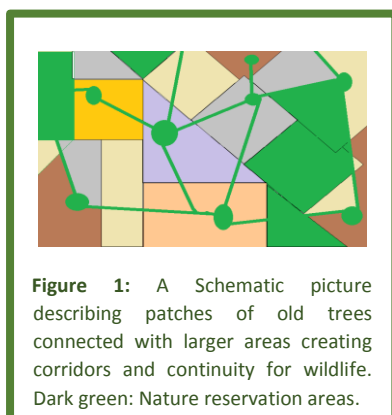 Figure 1: A Schematic picture
describing patches of old trees
connected with larger areas creating
corridors and continuity for wildlife.
Dark green: Nature reservation areas.